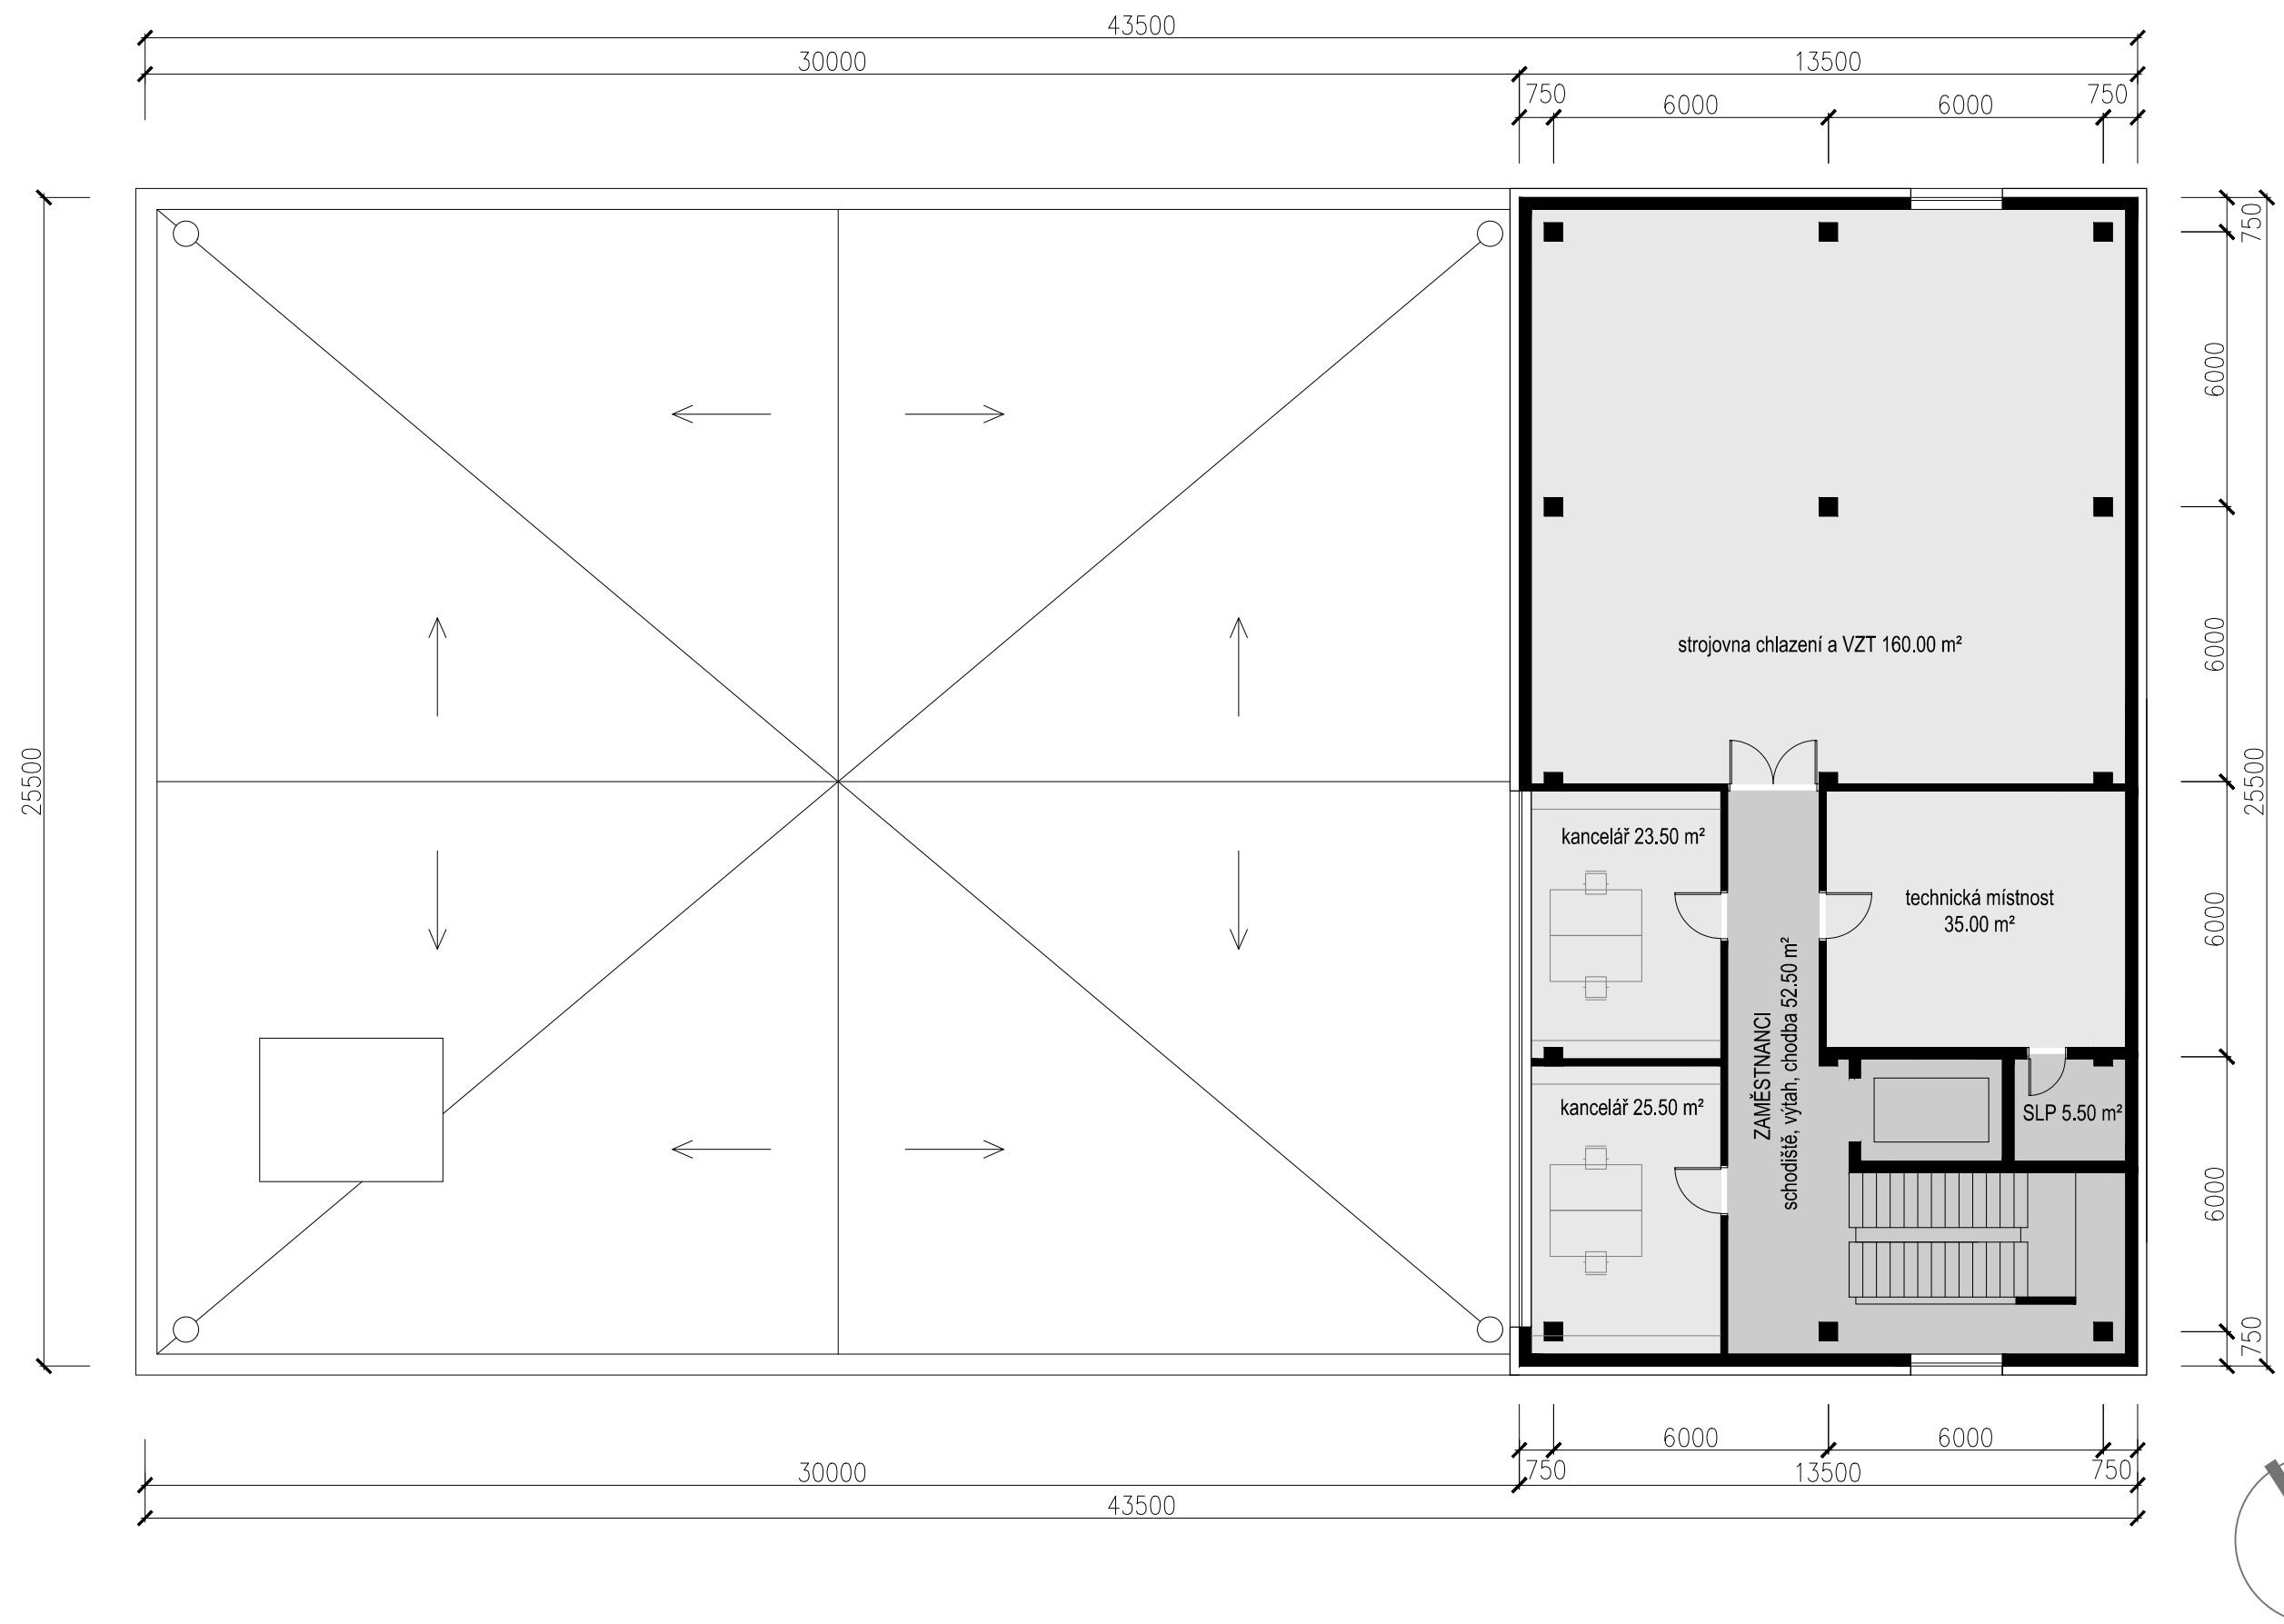 43500
30000
13500
750
6000
6000
750
750
6000
6000
25500
25500
6000
6000
750
strojovna chlazení a VZT 160.00 m²
kancelář 23.50 m²
technická místnost
35.00 m²
ZAMĚSTNANCI
schodiště, výtah, chodba 52.50 m²
kancelář 25.50 m²
SLP 5.50 m²
6000
6000
750
30000
13500
750
43500